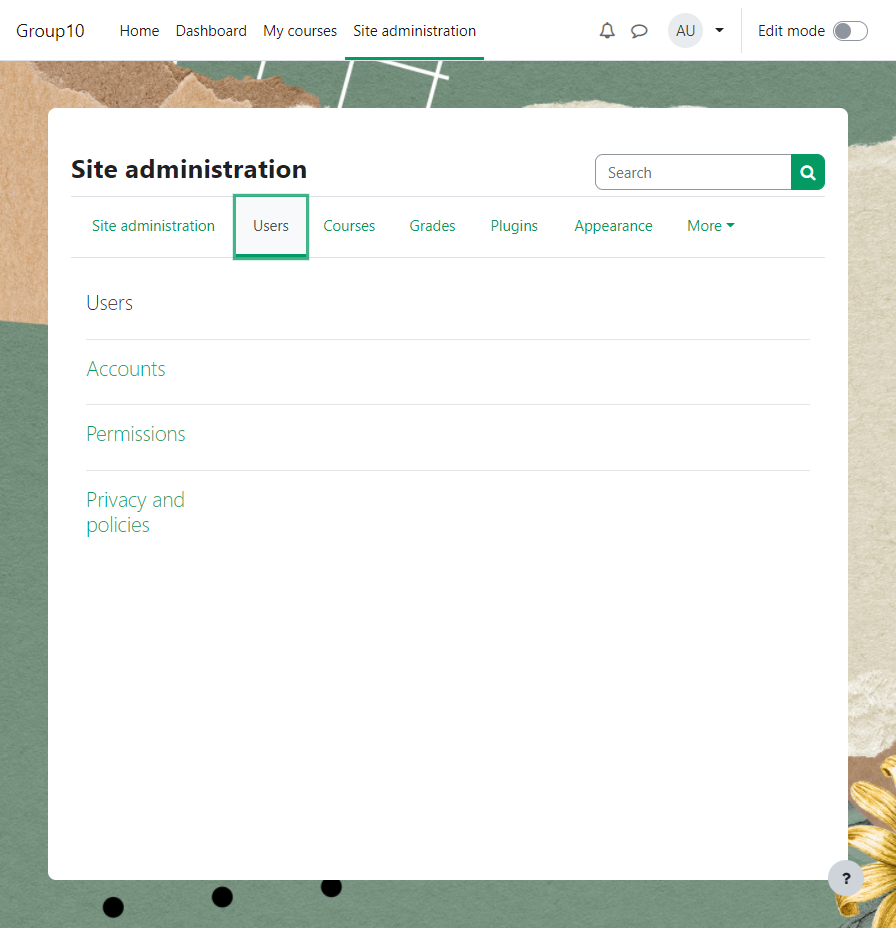 Group10 Home Dashboard My courses Site administration AU Edit mode
Site administration Search
Site administration Users Courses Grades Plugins Appearance More
Users
Accounts
Permissions
Privacy and
policies
?